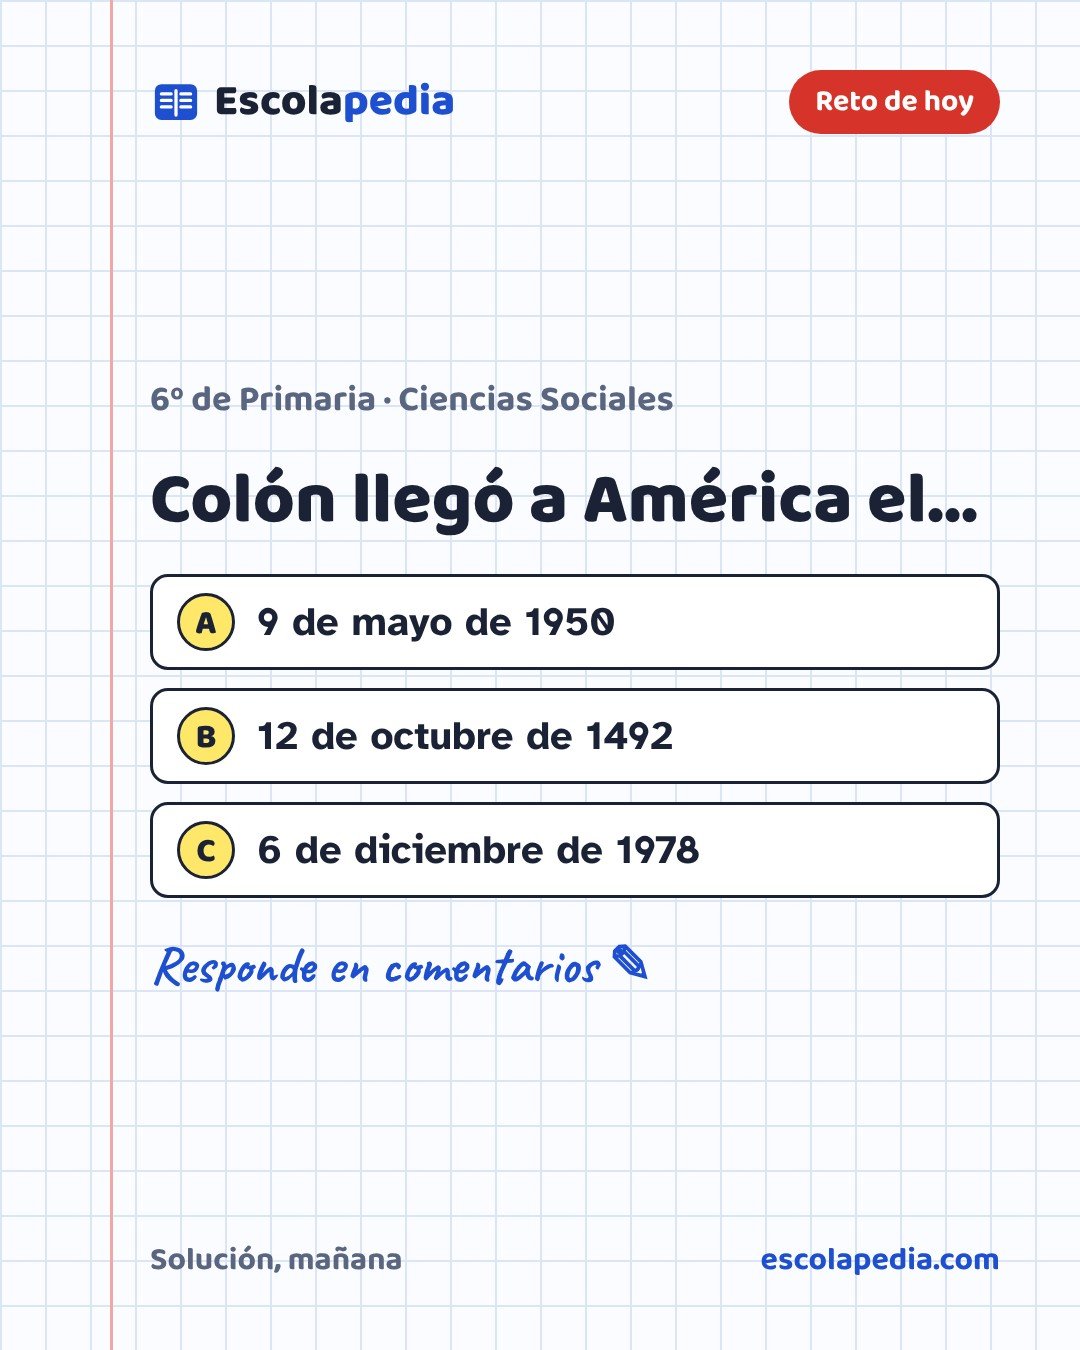 Escolapedia
Reto de hoy
6º de Primaria · Ciencias Sociales
Colón llegó a América el...
A 9 de mayo de 1950
B 12 de octubre de 1492
C 6 de diciembre de 1978
Responde en comentarios ✎
Solución, mañana
escolapedia.com